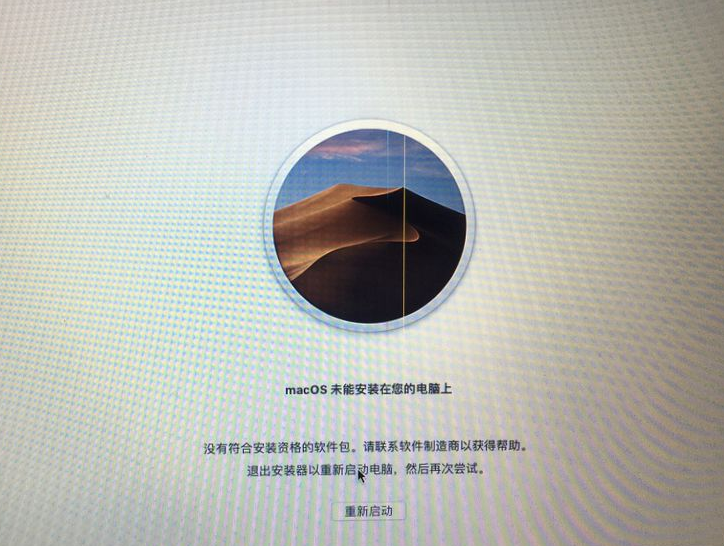 macOS 未能安装在您的电脑上
没有符合安装资格的软件包。请联系软件制造商以获得帮助。
退出安装器以重新启动电脑，然后再次尝试。
重新启动